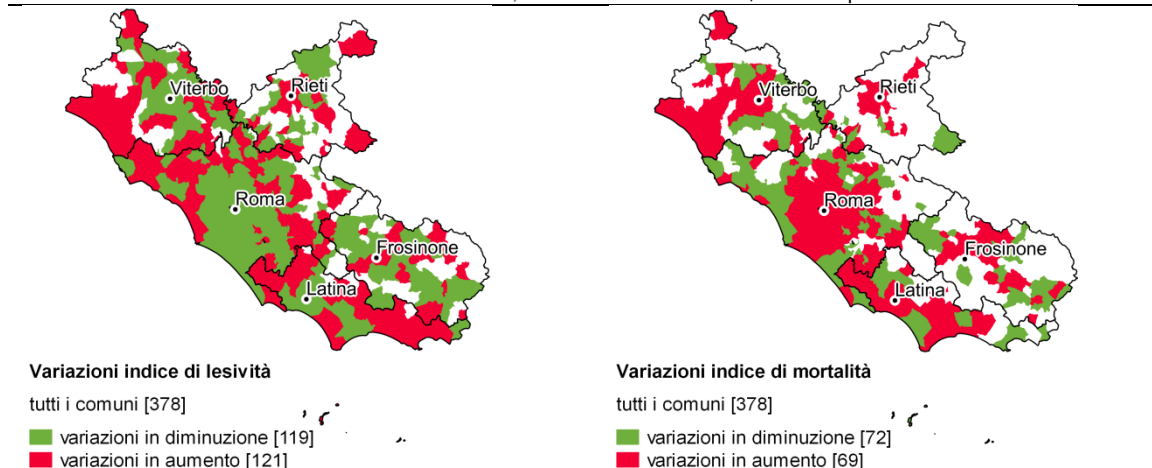 Viterbo
Rieti
Roma
Frosinone
Latina
Variazioni indice di lesività
tutti i comuni [378]
variazioni in diminuzione [119]
variazioni in aumento [121]
Viterbo
Rieti
Roma
Frosinone
Latina
Variazioni indice di mortalità
tutti i comuni [378]
variazioni in diminuzione [72]
variazioni in aumento [69]